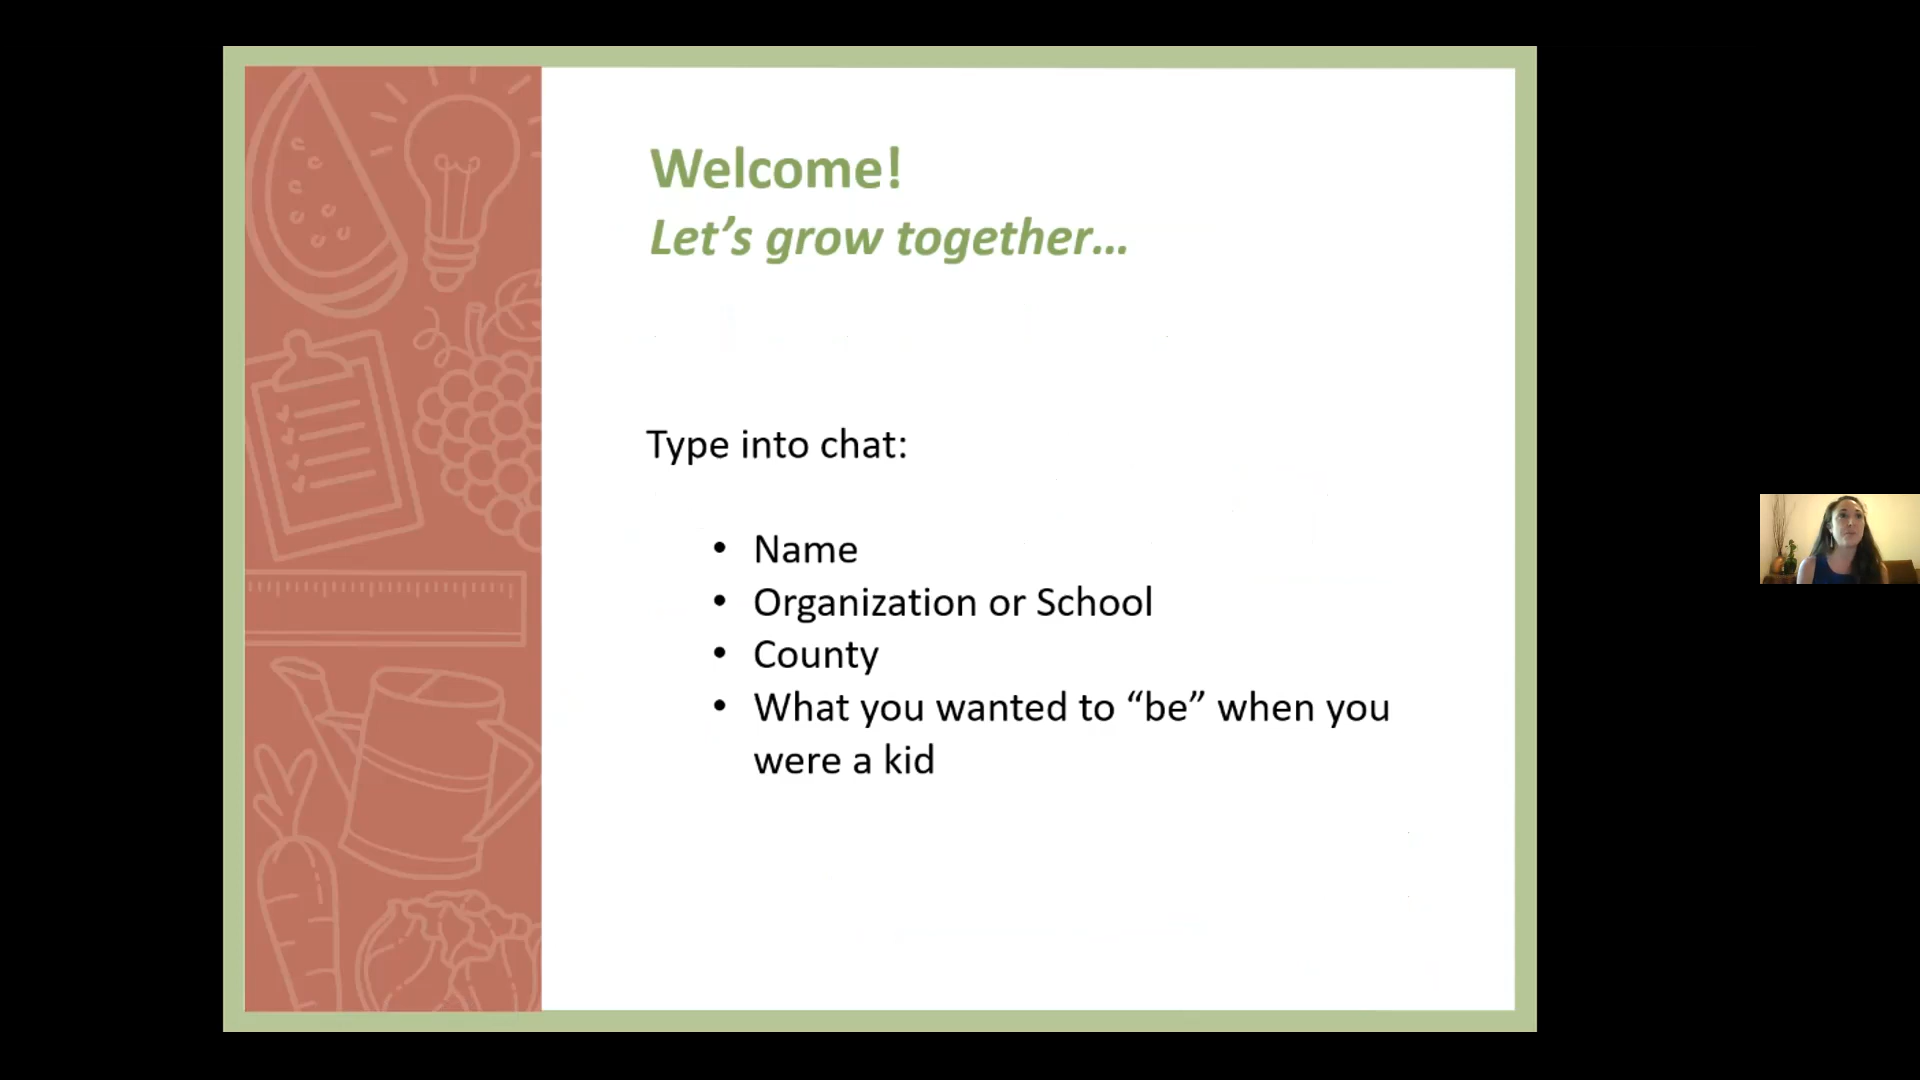 Welcome!
Let’s grow together…
Type into chat:
• Name
• Organization or School
• County
• What you wanted to “be” when you
were a kid